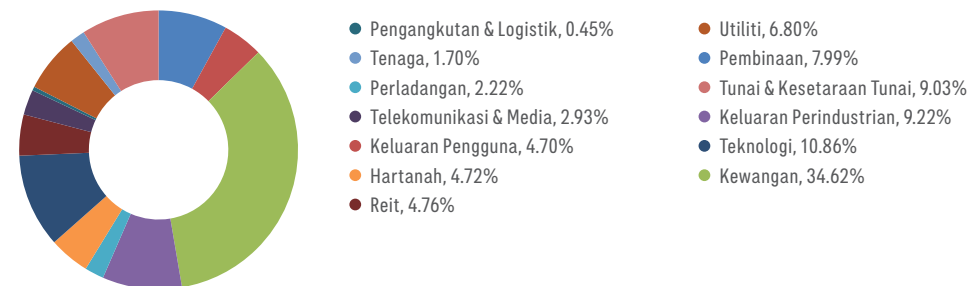 Pengangkutan & Logistik, 0.45%
Tenaga, 1.70%
Perladangan, 2.22%
Telekomunikasi & Media, 2.93%
Keluaran Pengguna, 4.70%
Hartanah, 4.72%
Reit, 4.76%
Utiliti, 6.80%
Pembinaan, 7.99%
Tunai & Kesetaraan Tunai, 9.03%
Keluaran Perindustrian, 9.22%
Teknologi, 10.86%
Kewangan, 34.62%